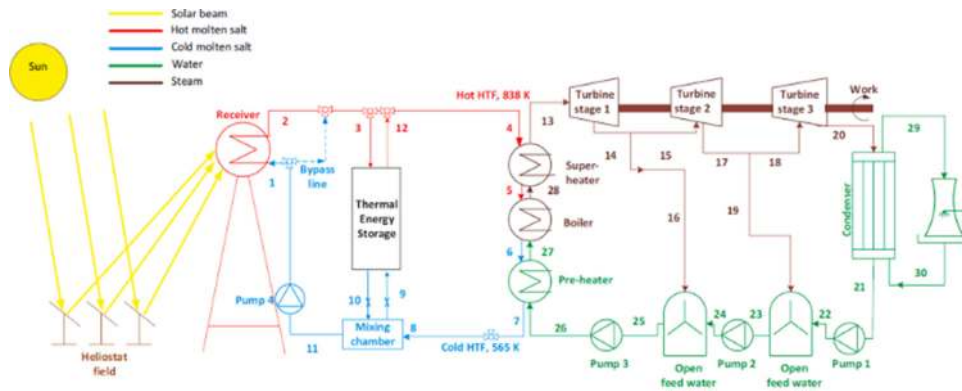 Solar beam
Hot molten salt
Cold molten salt
Water
Steam
Sun
Receiver
Hot HTF, 838 K
Turbine
stage 1
Turbine
stage 2
Turbine
stage 3
Work
2
3
12
4
13
14
15
17
18
20
29
1
Bypass
line
Super-
heater
5
28
Boiler
Thermal
Energy
Storage
16
19
Condenser
6
27
Pre-heater
30
21
Pump 4
10
9
Mixing
chamber
8
7
11
Cold HTF, 565 K
26
25
24
23
22
Pump 3
Pump 2
Pump 1
Open
feed water
Open
feed water
Heliostat
field